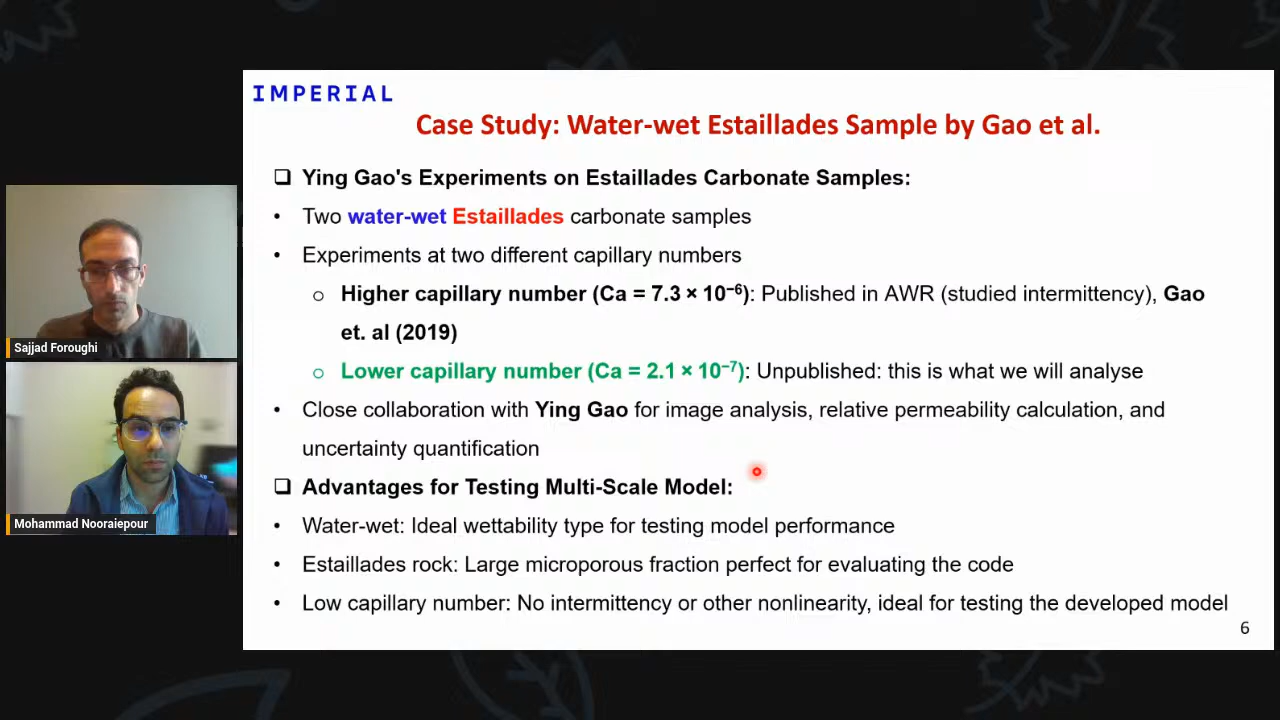 IMPERIAL
Case Study: Water-wet Estaillades Sample by Gao et al.
❑ Ying Gao's Experiments on Estaillades Carbonate Samples:
• Two water-wet Estaillades carbonate samples
• Experiments at two different capillary numbers
o Higher capillary number (Ca = 7.3 × 10⁻⁶): Published in AWR (studied intermittency), Gao
et. al (2019)
o Lower capillary number (Ca = 2.1 × 10⁻⁷): Unpublished: this is what we will analyse
• Close collaboration with Ying Gao for image analysis, relative permeability calculation, and
uncertainty quantification
❑ Advantages for Testing Multi-Scale Model:
• Water-wet: Ideal wettability type for testing model performance
• Estaillades rock: Large microporous fraction perfect for evaluating the code
• Low capillary number: No intermittency or other nonlinearity, ideal for testing the developed model
6
Sajjad Foroughi
Mohammad Nooraiepour